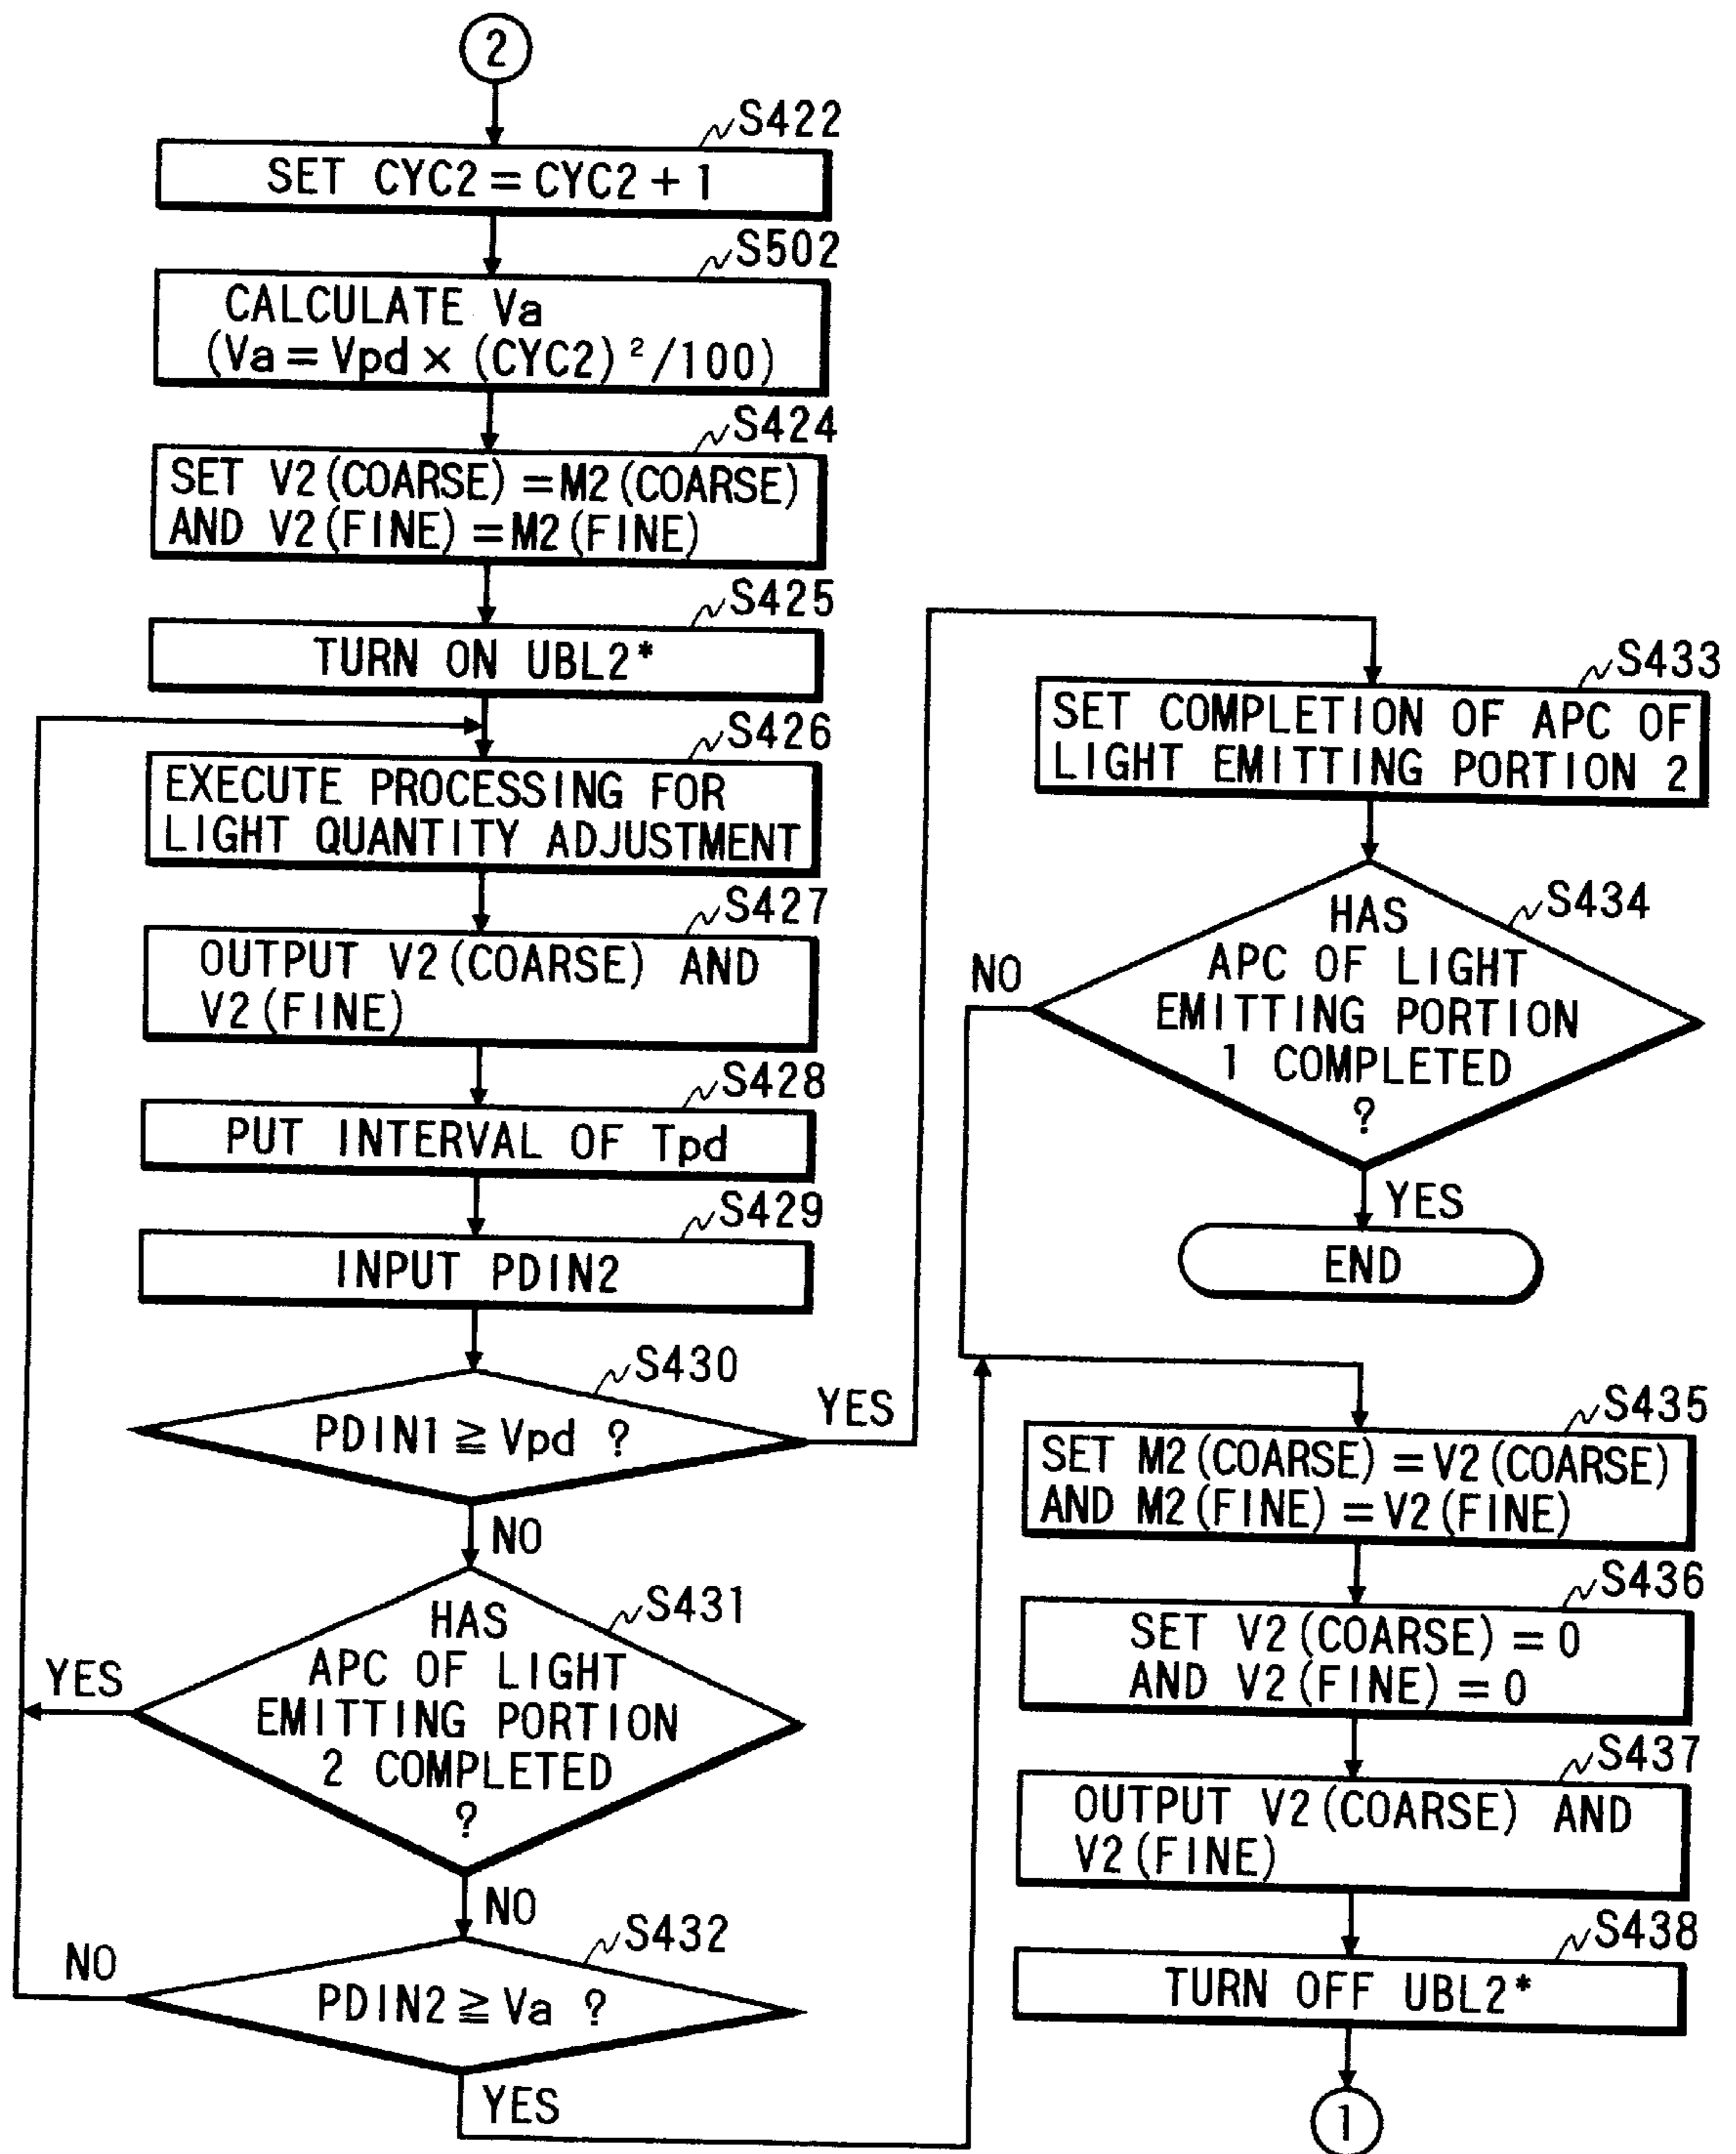 2
S422
SET CYC2 = CYC2 + 1
S502
CALCULATE Va
(Va = Vpd × (CYC2)²/100)
S424
SET V2(COARSE) = M2(COARSE)
AND V2(FINE) = M2(FINE)
S425
TURN ON UBL2*
S426
EXECUTE PROCESSING FOR
LIGHT QUANTITY ADJUSTMENT
S427
OUTPUT V2(COARSE) AND
V2(FINE)
S428
PUT INTERVAL OF Tpd
S429
INPUT PDIN2
S430
PDIN1 ≧ Vpd ?
YES
NO
S431
HAS
APC OF LIGHT
EMITTING PORTION
2 COMPLETED
?
YES
NO
S432
PDIN2 ≧ Va ?
NO
YES
S433
SET COMPLETION OF APC OF
LIGHT EMITTING PORTION 2
S434
HAS
APC OF LIGHT
EMITTING PORTION
1 COMPLETED
?
NO
YES
END
S435
SET M2(COARSE) = V2(COARSE)
AND M2(FINE) = V2(FINE)
S436
SET V2(COARSE) = 0
AND V2(FINE) = 0
S437
OUTPUT V2(COARSE) AND
V2(FINE)
S438
TURN OFF UBL2*
1